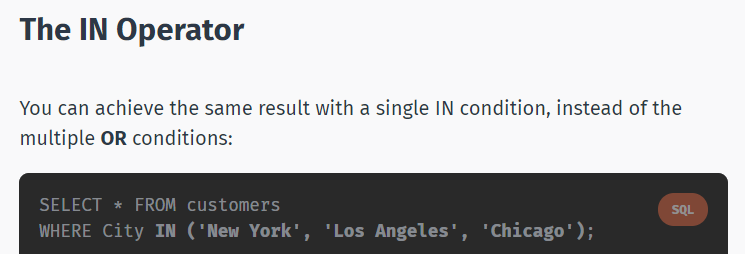 The IN Operator
You can achieve the same result with a single IN condition, instead of the
multiple OR conditions:
SELECT * FROM customers
SQL
WHERE City IN ('New York', 'Los Angeles', 'Chicago');